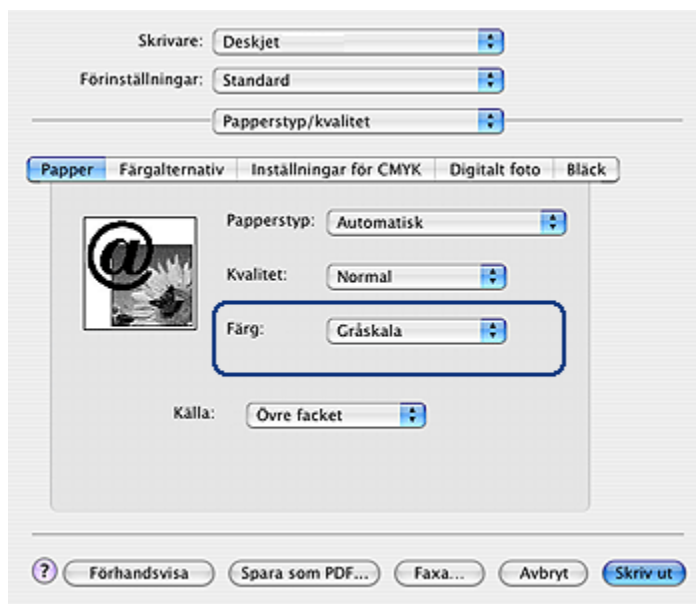 Skrivare: Deskjet
Förinställningar: Standard
Papperstyp/kvalitet
Papper Färgalternativ Inställningar för CMYK Digitalt foto Bläck
@
Papperstyp: Automatisk
Kvalitet: Normal
Färg: Gråskala
Källa: Övre facket
? Förhandsvisa Spara som PDF... Faxa... Avbryt Skriv ut